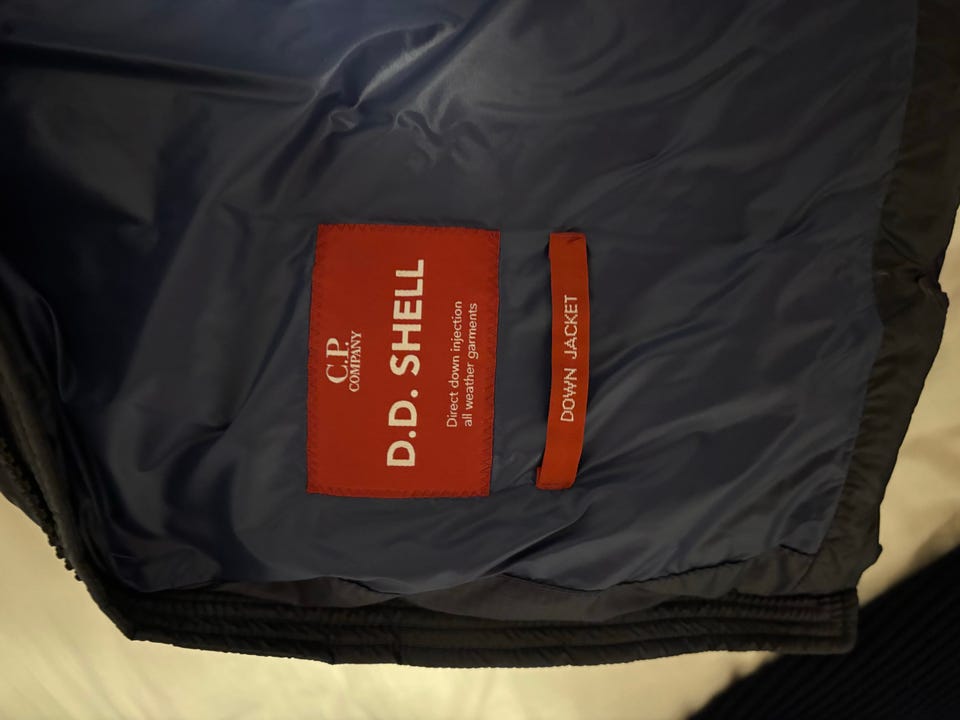 C.P.
COMPANY
D.D. SHELL
Direct down injection
all weather garments
DOWN JACKET